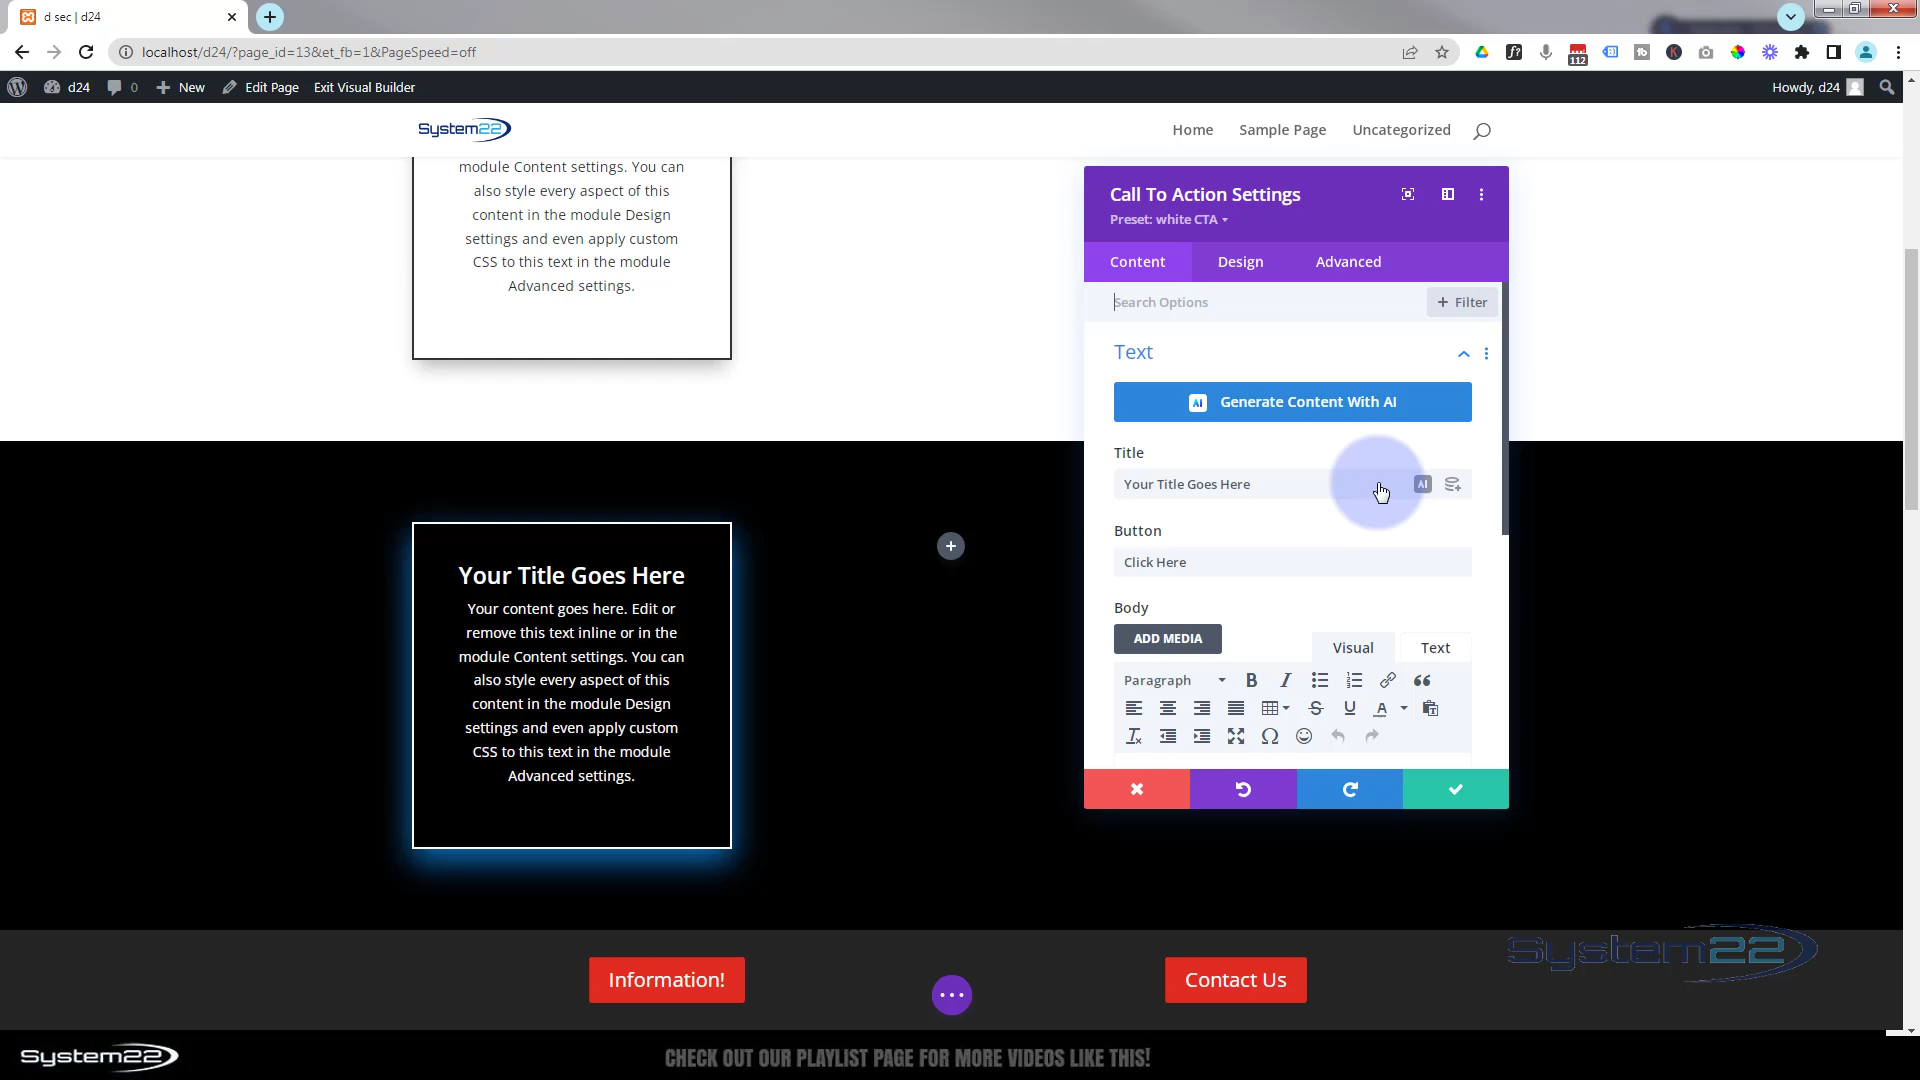 d sec | d24
localhost/d24/?page_id=13&et_fb=1&PageSpeed=off
112
d24
0
New
Edit Page
Exit Visual Builder
Howdy, d24
System22
Home
Sample Page
Uncategorized
module Content settings. You can
also style every aspect of this
content in the module Design
settings and even apply custom
CSS to this text in the module
Advanced settings.
Call To Action Settings
Preset: white CTA
Content
Design
Advanced
Search Options
+ Filter
Text
AI Generate Content With AI
Title
Your Title Goes Here
AI
Button
Click Here
Body
ADD MEDIA
Visual
Text
Paragraph
Your Title Goes Here
Your content goes here. Edit or
remove this text inline or in the
module Content settings. You can
also style every aspect of this
content in the module Design
settings and even apply custom
CSS to this text in the module
Advanced settings.
System22
Information!
Contact Us
System22
CHECK OUT OUR PLAYLIST PAGE FOR MORE VIDEOS LIKE THIS!